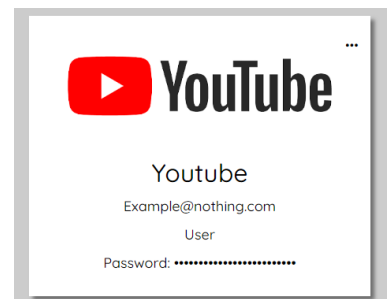 ...
YouTube
Youtube
Example@nothing.com
User
Password: •••••••••••••••••••••••••